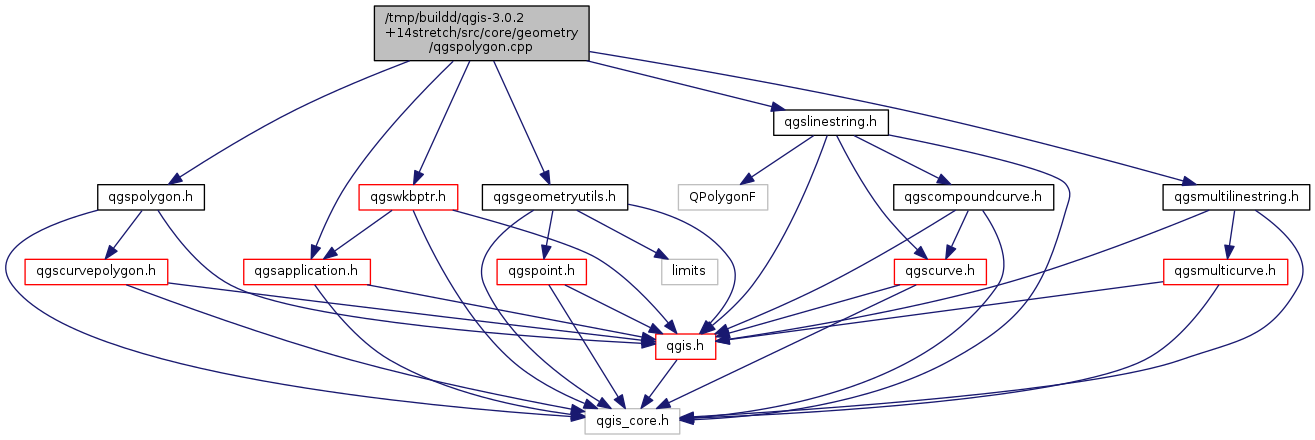 /tmp/buildd/qgis-3.0.2
+14stretch/src/core/geometry
/qgspolygon.cpp
qgslinestring.h
qgspolygon.h
qgswkbptr.h
qgsgeometryutils.h
QPolygonF
qgscompoundcurve.h
qgsmultilinestring.h
qgscurvepolygon.h
qgsapplication.h
qgspoint.h
limits
qgscurve.h
qgsmulticurve.h
qgis.h
qgis_core.h